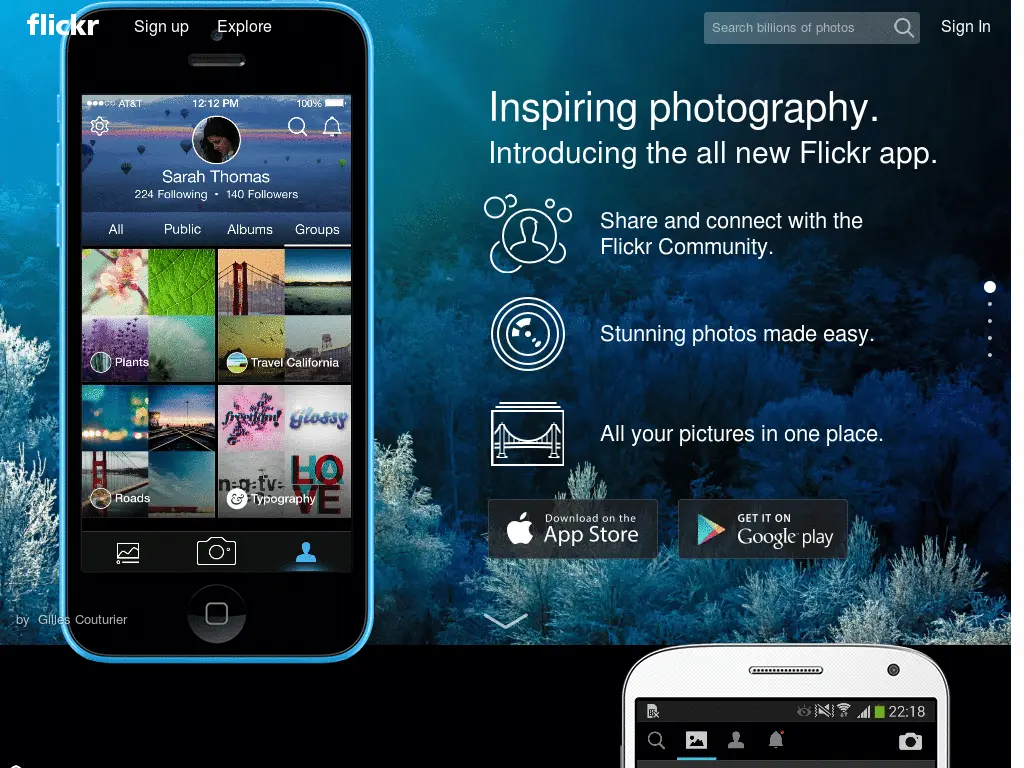 flickr
Sign up
Explore
Search billions of photos
Sign In
AT&T
12:12 PM
100%
Sarah Thomas
224 Following • 140 Followers
All
Public
Albums
Groups
Plants
Travel California
freedom!
Glossy
Roads
Typography
LOVE
Inspiring photography.
Introducing the all new Flickr app.
Share and connect with the
Flickr Community.
Stunning photos made easy.
All your pictures in one place.
Download on the
App Store
GET IT ON
Google play
by Gilles Couturier
22:18